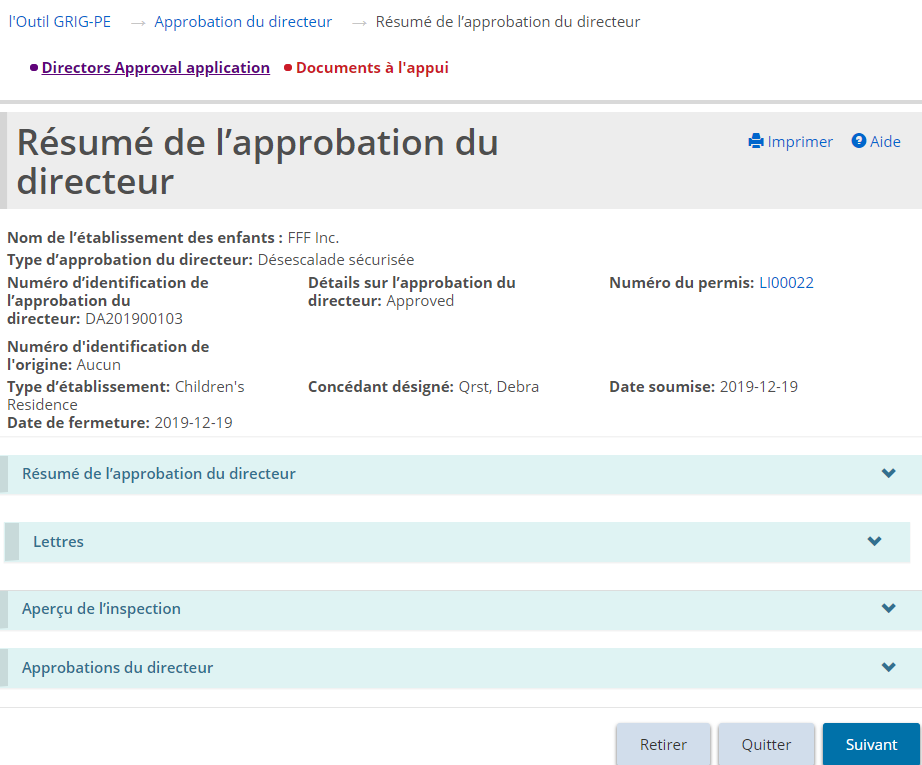 l'Outil GRIG-PE → Approbation du directeur → Résumé de l’approbation du directeur
• Directors Approval application • Documents à l'appui
Résumé de l’approbation du
directeur
Imprimer ? Aide
Nom de l’établissement des enfants : FFF Inc.
Type d’approbation du directeur: Désescalade sécurisée
Numéro d’identification de
l’approbation du
directeur: DA201900103
Détails sur l’approbation du
directeur: Approved
Numéro du permis: LI00022
Numéro d'identification de
l'origine: Aucun
Type d’établissement: Children's
Residence
Concédant désigné: Qrst, Debra
Date soumise: 2019-12-19
Date de fermeture: 2019-12-19
Résumé de l’approbation du directeur
Lettres
Aperçu de l’inspection
Approbations du directeur
Retirer Quitter Suivant